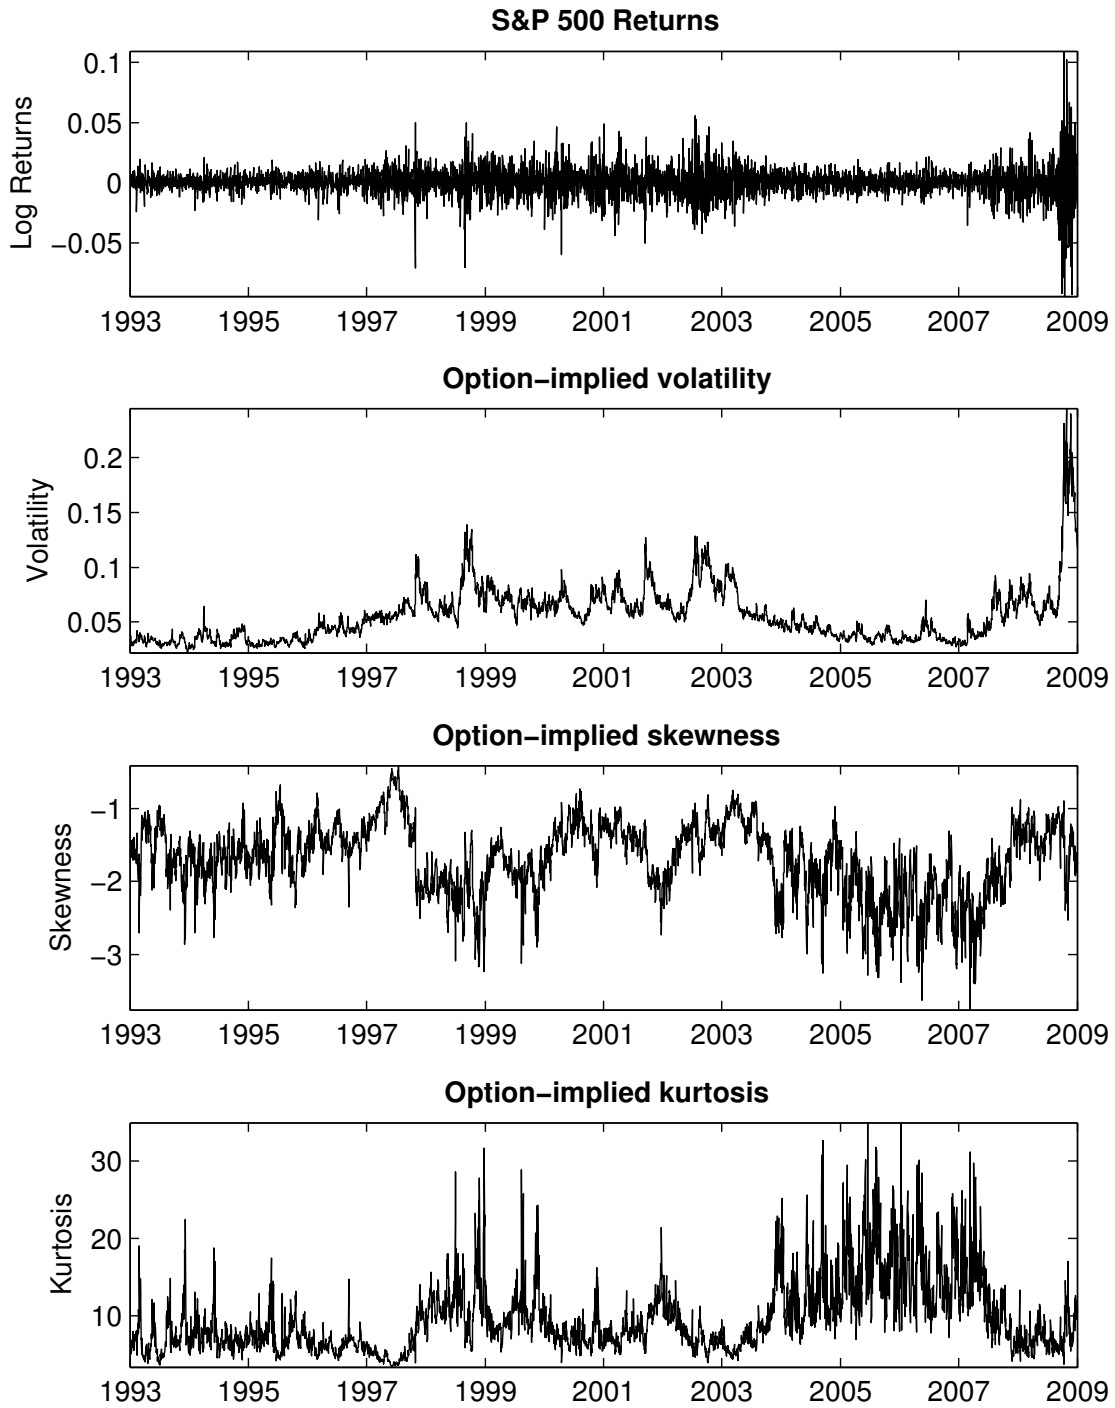 S&P 500 Returns
Log Returns
0.1
0.05
0
−0.05
1993 1995 1997 1999 2001 2003 2005 2007 2009
Option−implied volatility
Volatility
0.2
0.15
0.1
0.05
1993 1995 1997 1999 2001 2003 2005 2007 2009
Option−implied skewness
Skewness
−1
−2
−3
1993 1995 1997 1999 2001 2003 2005 2007 2009
Option−implied kurtosis
Kurtosis
30
20
10
1993 1995 1997 1999 2001 2003 2005 2007 2009